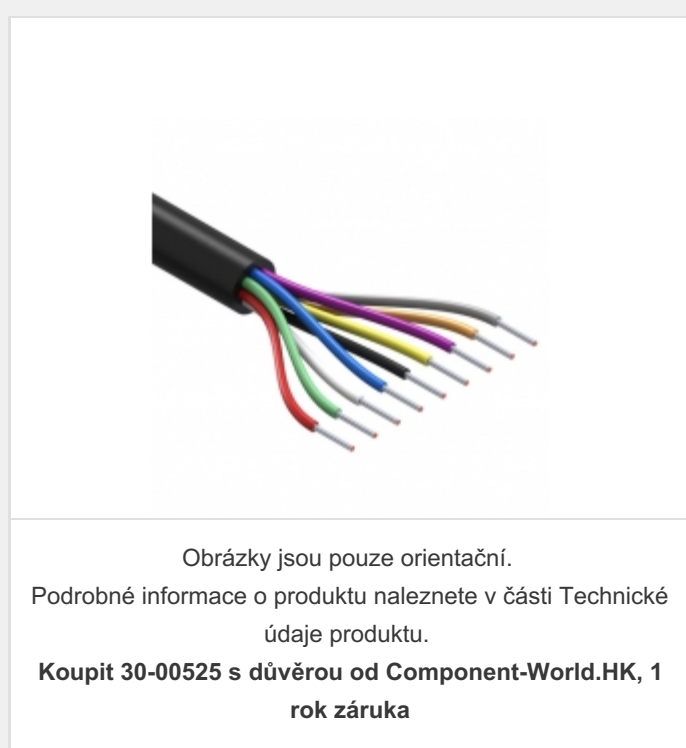 Obrázky jsou pouze orientační.
Podrobné informace o produktu naleznete v části Technické
údaje produktu.
Koupit 30-00525 s důvěrou od Component-World.HK, 1
rok záruka